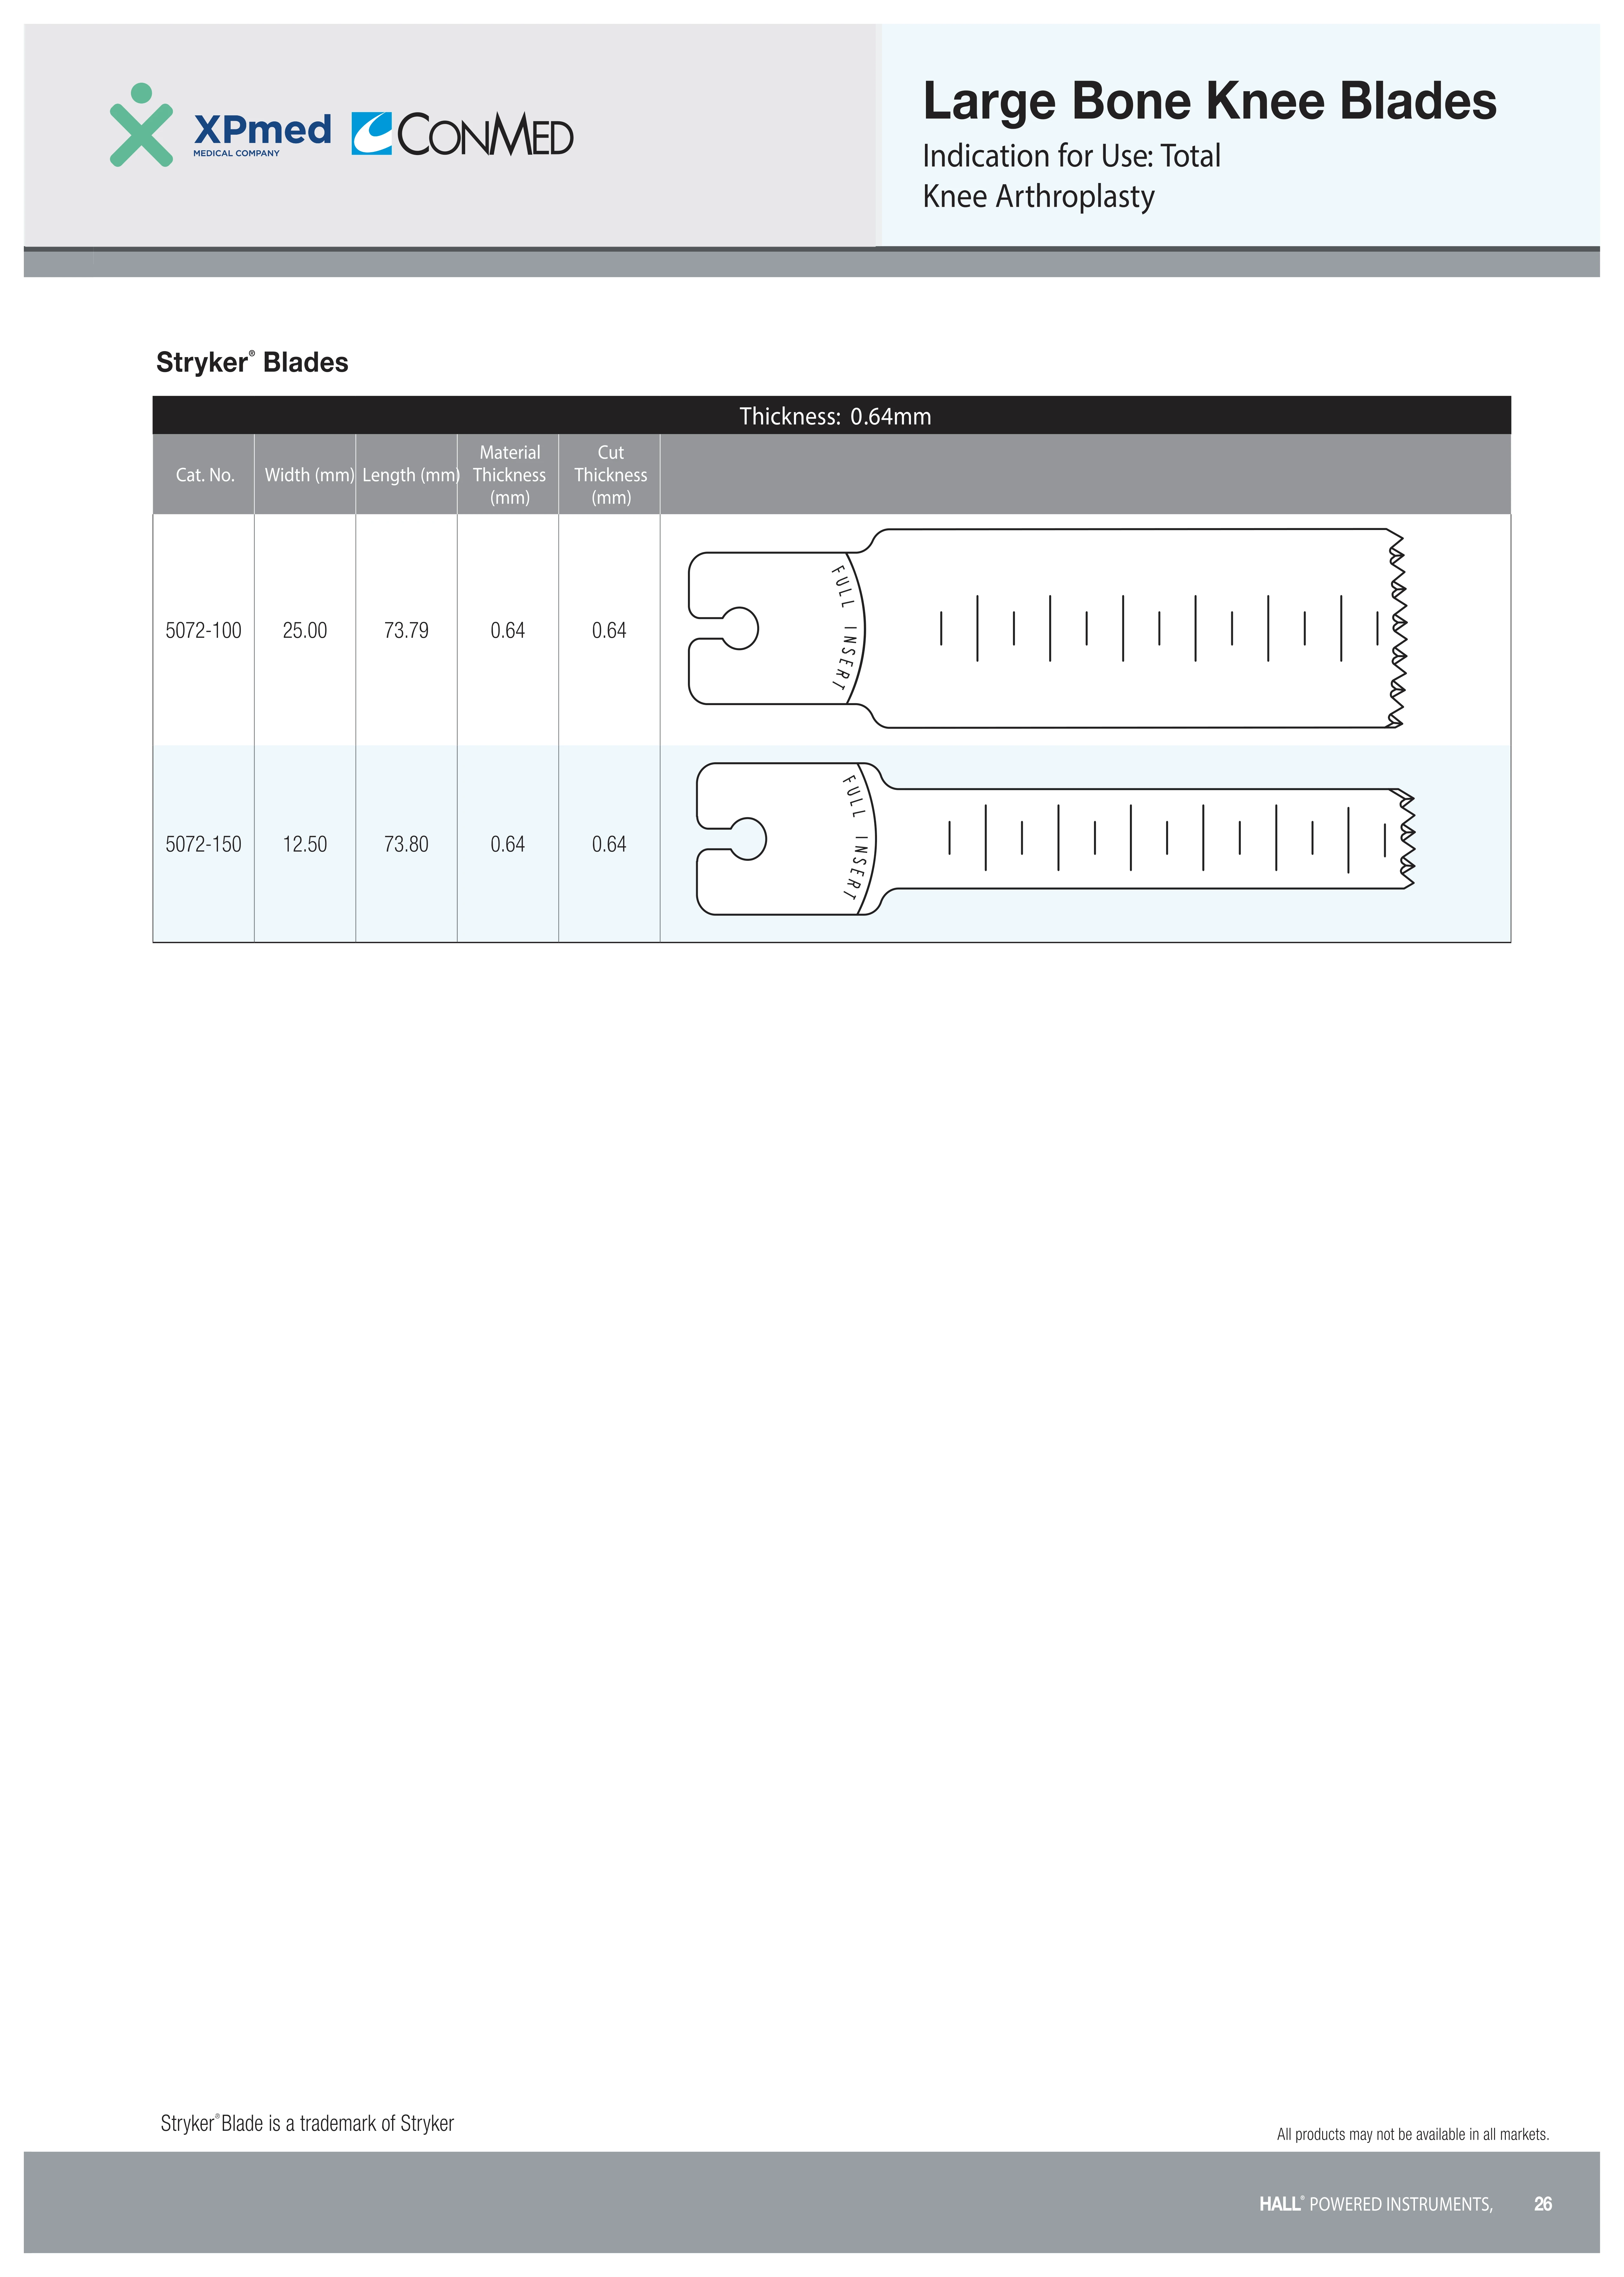 XPmed
MEDICAL COMPANY
CONMED
Large Bone Knee Blades
Indication for Use: Total
Knee Arthroplasty
Stryker® Blades
Thickness: 0.64mm
Cat. No. Width (mm) Length (mm) Material Thickness (mm) Cut Thickness (mm)
5072-100 25.00 73.79 0.64 0.64
FULL INSERT
5072-150 12.50 73.80 0.64 0.64
FULL INSERT
Stryker® Blade is a trademark of Stryker
All products may not be available in all markets.
HALL® POWERED INSTRUMENTS, 26